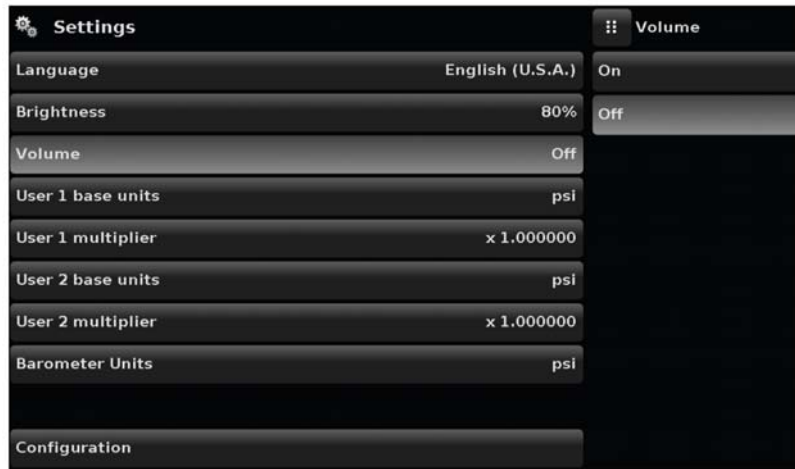 Settings
Language English (U.S.A.)
Brightness 80%
Volume Off
User 1 base units psi
User 1 multiplier x 1.000000
User 2 base units psi
User 2 multiplier x 1.000000
Barometer Units psi
Configuration
Volume
On
Off